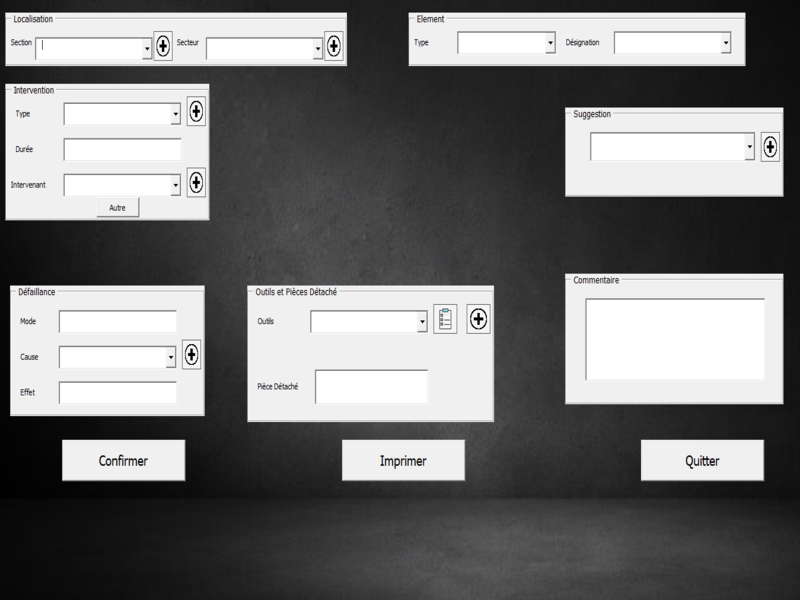 Localisation
Section
Secteur
Element
Type
Désignation
Intervention
Type
Durée
Intervenant
Autre
Suggestion
Défaillance
Mode
Cause
Effet
Outils et Pièces Détaché
Outils
Pièce Détaché
Commentaire
Confirmer
Imprimer
Quitter